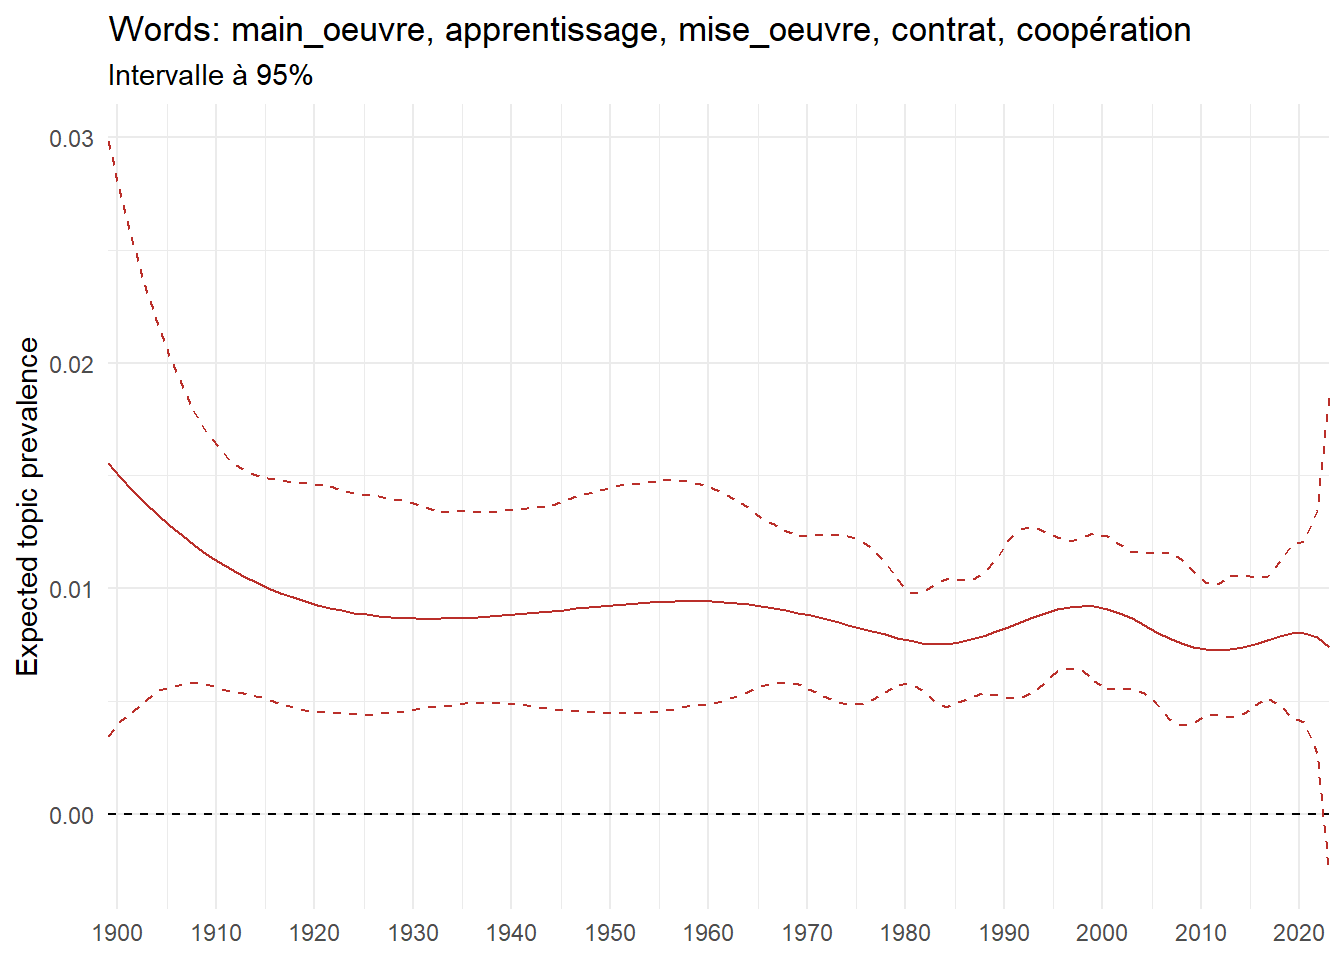 Words: main_oeuvre, apprentissage, mise_oeuvre, contrat, coopération
Intervalle à 95%
Expected topic prevalence
0.03
0.02
0.01
0.00
1900 1910 1920 1930 1940 1950 1960 1970 1980 1990 2000 2010 2020